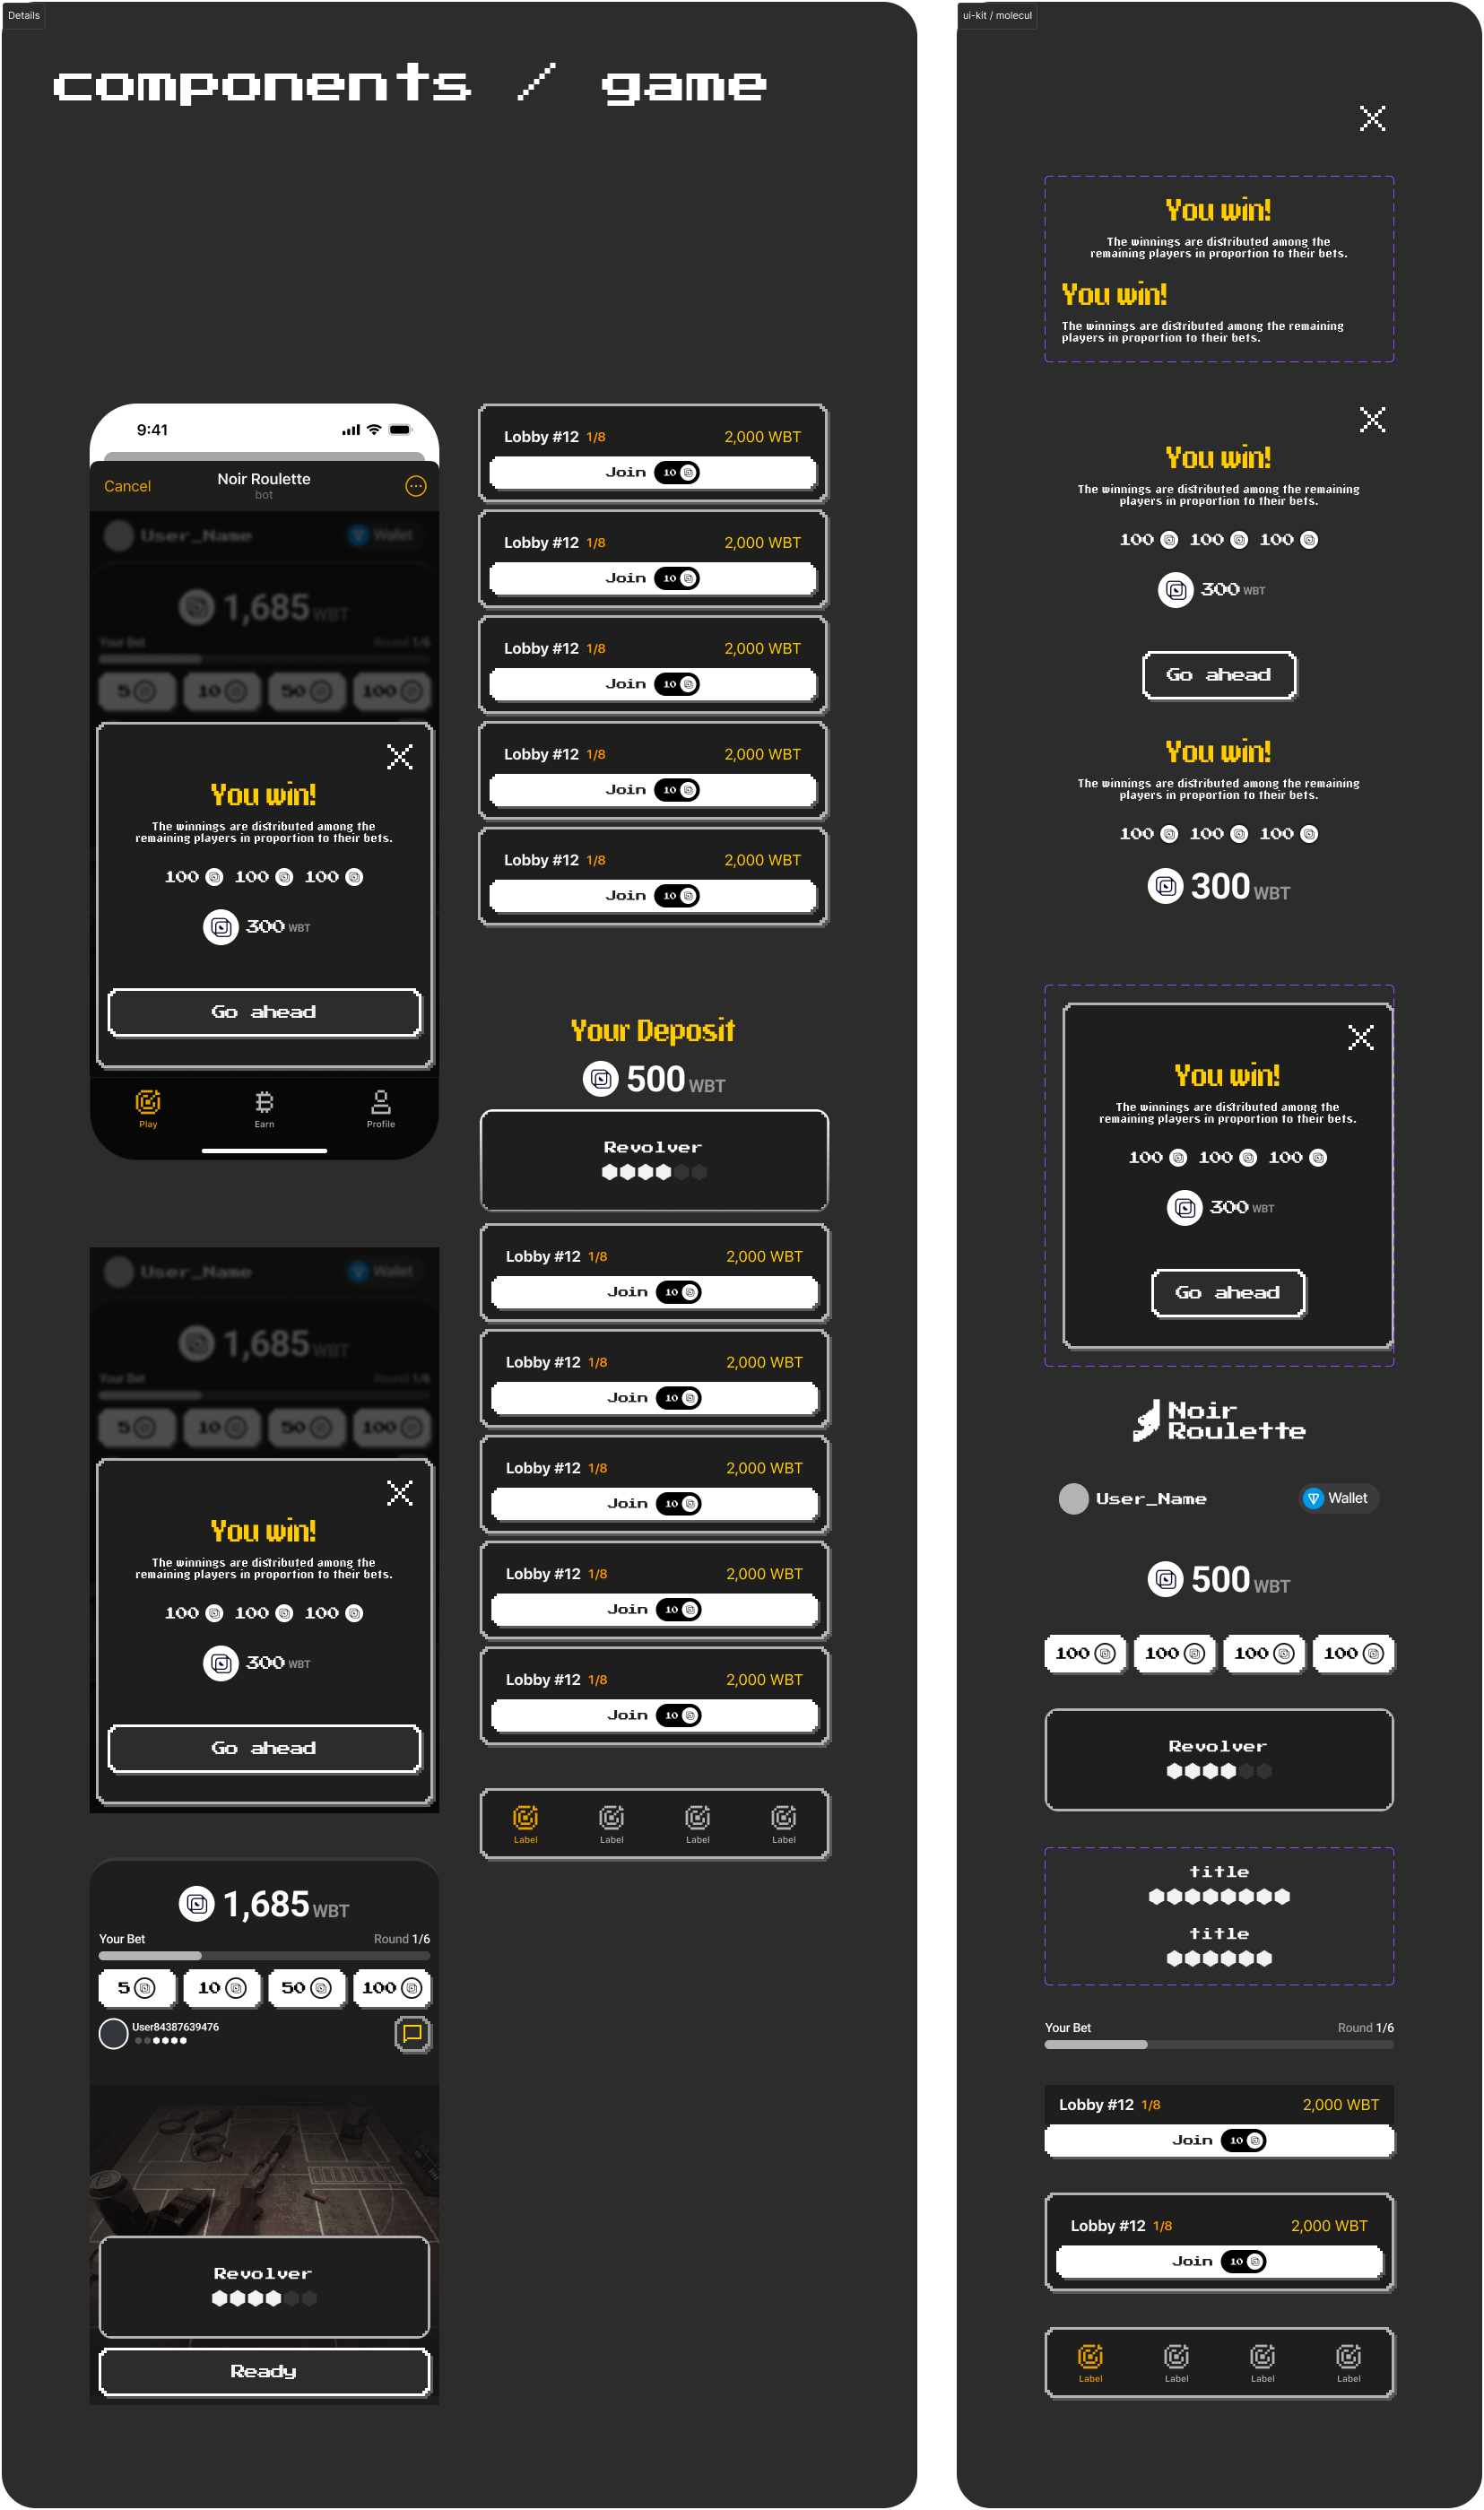 Details
components / game
9:41
Cancel
Noir Roulette
bot
User_Name
Wallet
1,685 WBT
Your Bet
Round 1/6
5
10
50
100
You win!
The winnings are distributed among the
remaining players in proportion to their bets.
100 100 100
300 WBT
Go ahead
Play
Earn
Profile
User_Name
Wallet
1,685 WBT
Your Bet
Round 1/6
5
10
50
100
You win!
The winnings are distributed among the
remaining players in proportion to their bets.
100 100 100
300 WBT
Go ahead
1,685 WBT
Your Bet
Round 1/6
5
10
50
100
User84387639476
Revolver
Ready
Lobby #12 1/8 2,000 WBT
Join 10
Lobby #12 1/8 2,000 WBT
Join 10
Lobby #12 1/8 2,000 WBT
Join 10
Lobby #12 1/8 2,000 WBT
Join 10
Lobby #12 1/8 2,000 WBT
Join 10
Your Deposit
500 WBT
Revolver
Lobby #12 1/8 2,000 WBT
Join 10
Lobby #12 1/8 2,000 WBT
Join 10
Lobby #12 1/8 2,000 WBT
Join 10
Lobby #12 1/8 2,000 WBT
Join 10
Lobby #12 1/8 2,000 WBT
Join 10
Label
Label
Label
Label
ui-kit / molecul
You win!
The winnings are distributed among the
remaining players in proportion to their bets.
You win!
The winnings are distributed among the remaining
players in proportion to their bets.
You win!
The winnings are distributed among the remaining
players in proportion to their bets.
100 100 100
300 WBT
Go ahead
You win!
The winnings are distributed among the remaining
players in proportion to their bets.
100 100 100
300 WBT
You win!
The winnings are distributed among the
remaining players in proportion to their bets.
100 100 100
300 WBT
Go ahead
Noir
Roulette
User_Name
Wallet
500 WBT
100
100
100
100
Revolver
title
title
Your Bet
Round 1/6
Lobby #12 1/8 2,000 WBT
Join 10
Lobby #12 1/8 2,000 WBT
Join 10
Label
Label
Label
Label